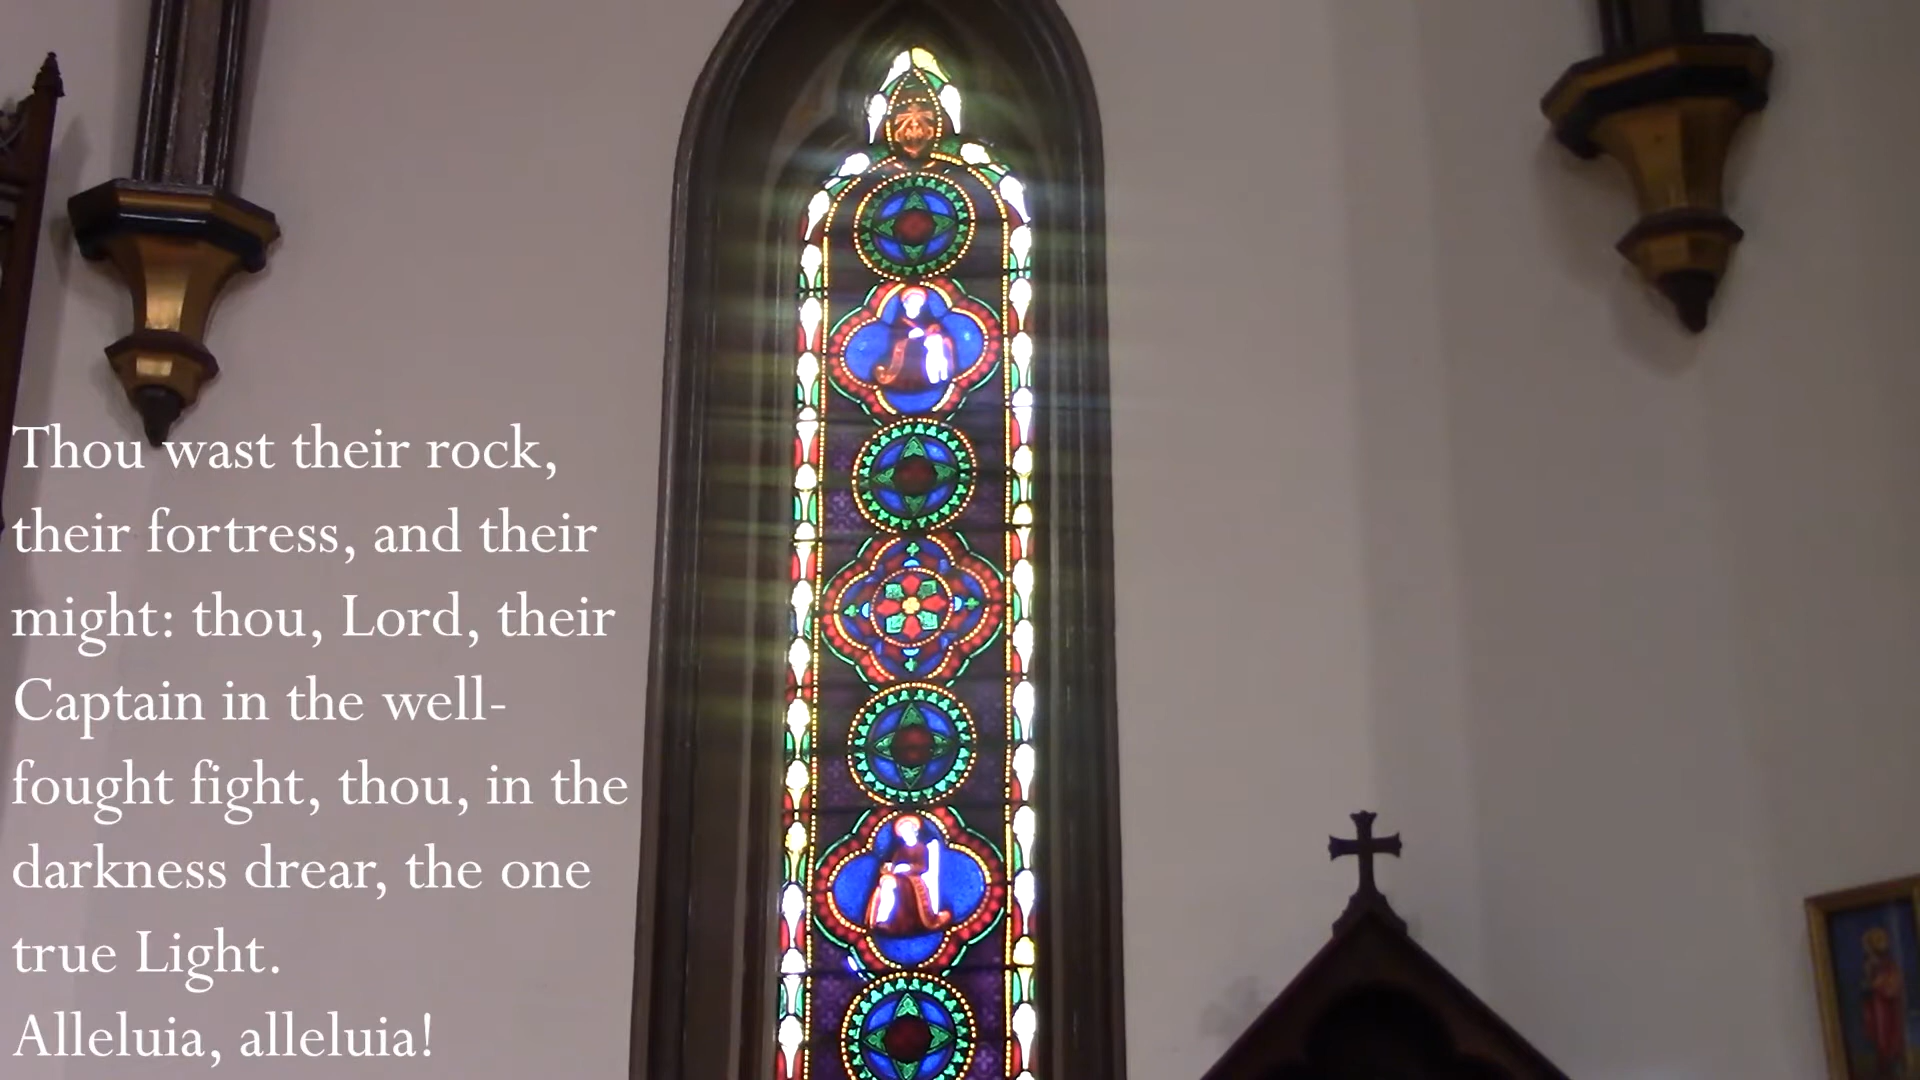 Thou wast their rock,
their fortress, and their
might: thou, Lord, their
Captain in the well-
fought fight, thou, in the
darkness drear, the one
true Light.
Alleluia, alleluia!